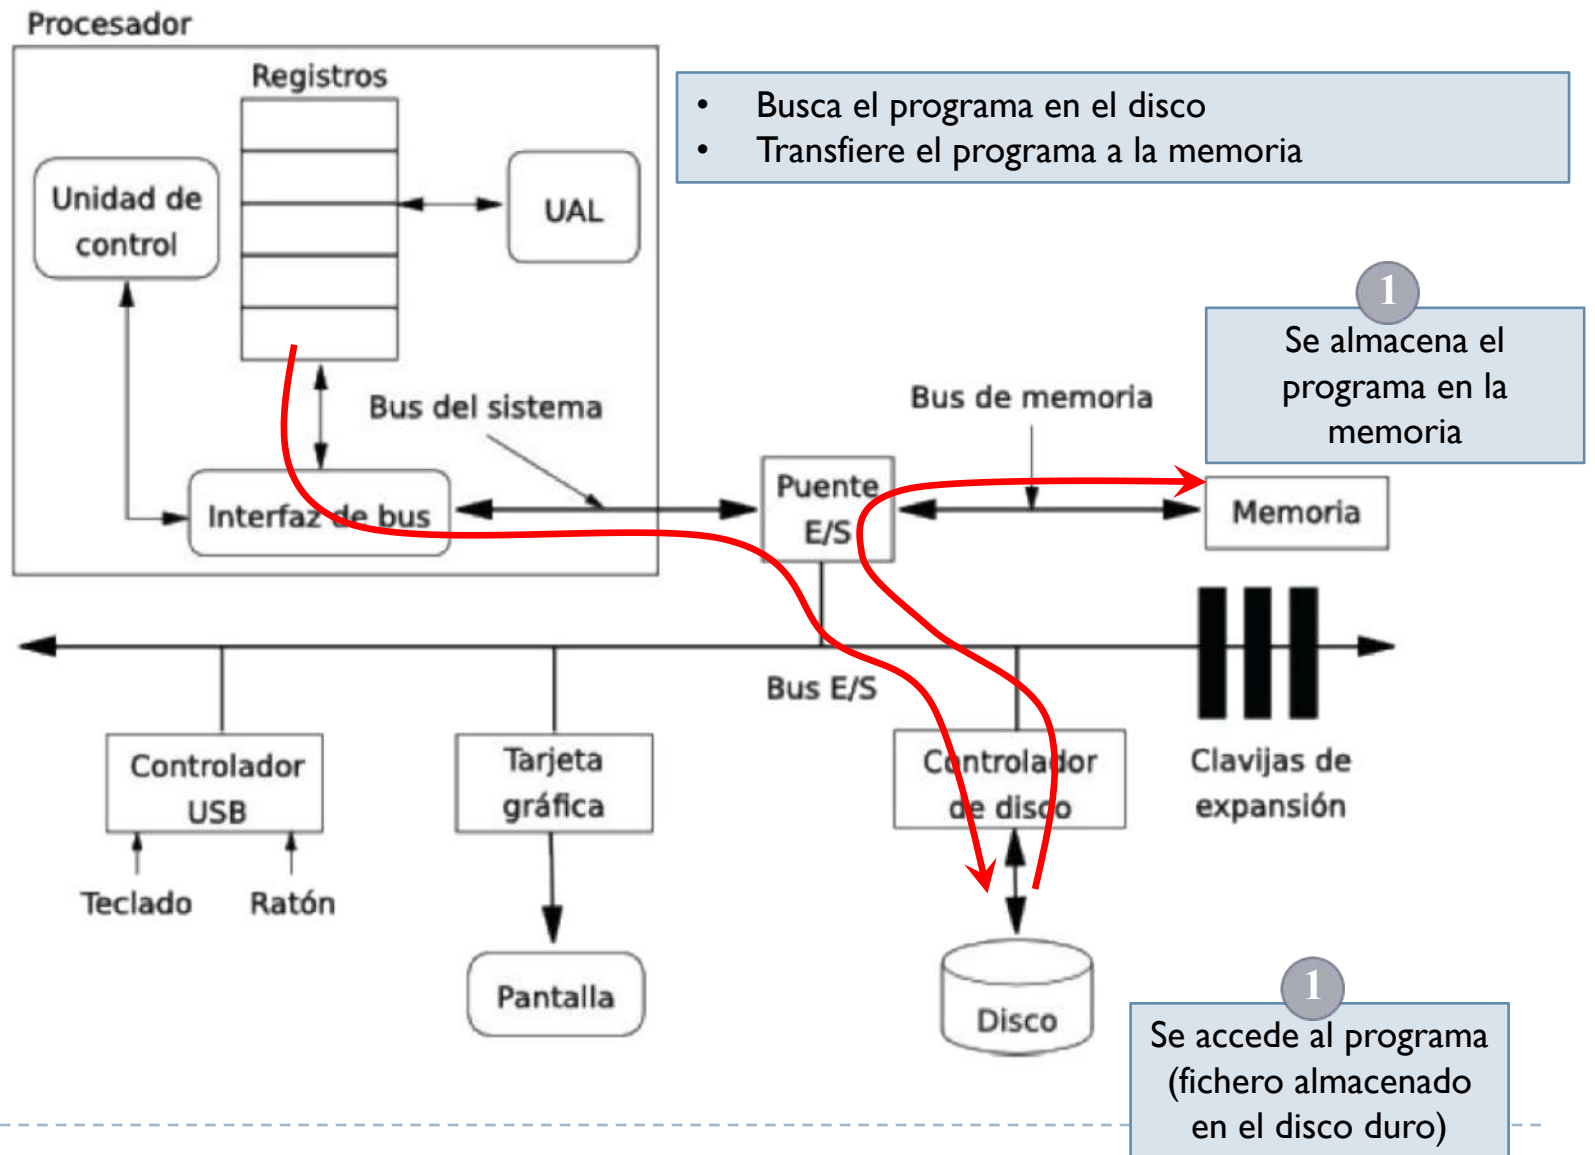 Procesador
Registros
• Busca el programa en el disco
• Transfiere el programa a la memoria
Unidad de
control
UAL
1
Se almacena el
programa en la
memoria
Bus del sistema
Bus de memoria
Interfaz de bus
Puente
E/S
Memoria
Bus E/S
Controlador
USB
Tarjeta
gráfica
Controlador
de disco
Clavijas de
expansión
Teclado
Ratón
Pantalla
Disco
1
Se accede al programa
(fichero almacenado
en el disco duro)